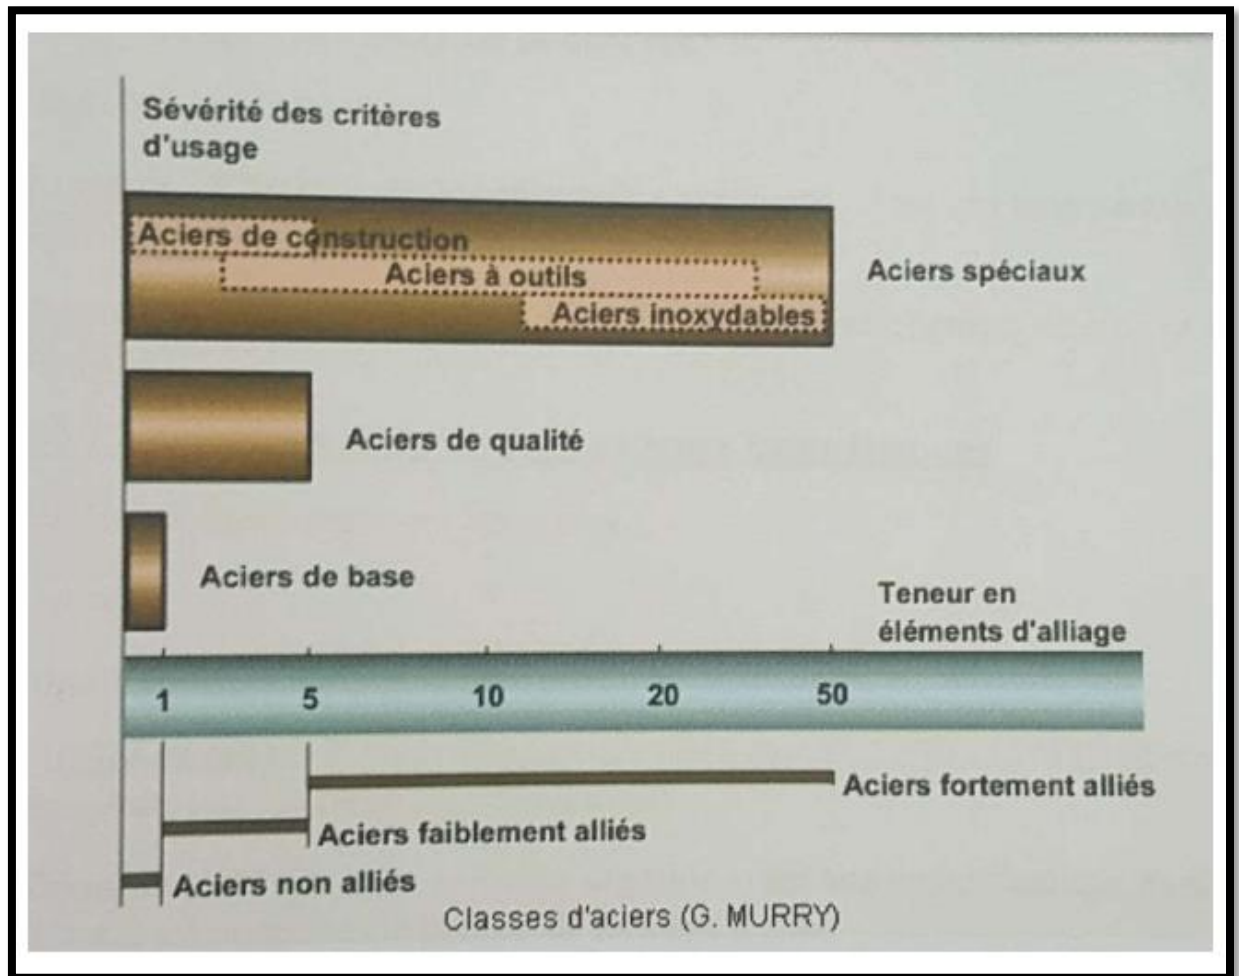 Sévérité des critères
d'usage
Aciers de construction
Aciers à outils
Aciers spéciaux
Aciers inoxydables
Aciers de qualité
Aciers de base
Teneur en
éléments d'alliage
1 5 10 20 50
Aciers fortement alliés
Aciers faiblement alliés
Aciers non alliés
Classes d'aciers (G. MURRY)